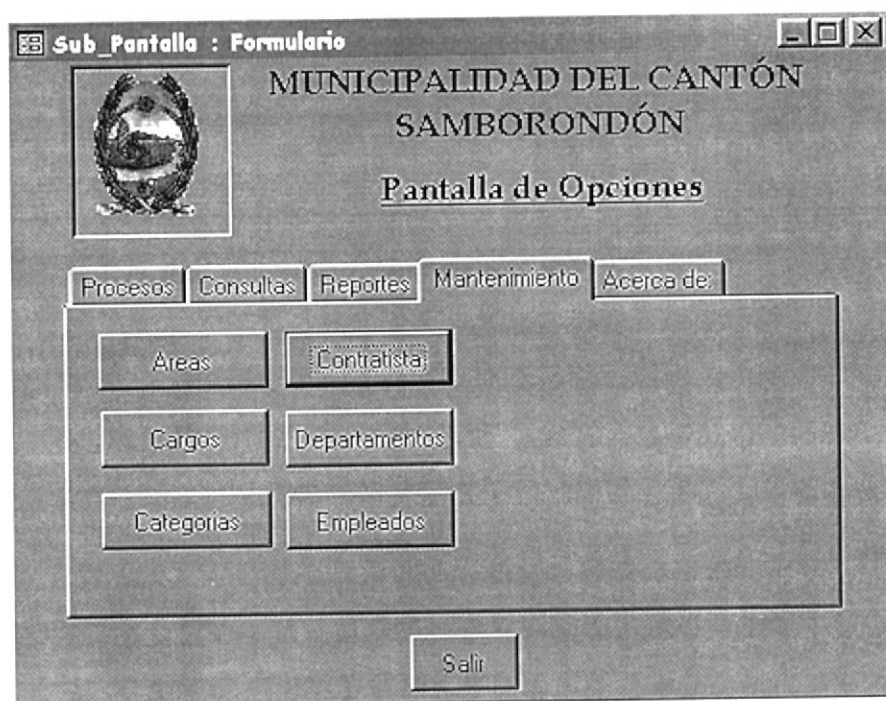 Sub_Pantalla : Formulario
MUNICIPALIDAD DEL CANTÓN
SAMBORONDÓN
Pantalla de Opciones
Procesos Consultas Reportes Mantenimiento Acerca de:
Areas Contratista
Cargos Departamentos
Categorias Empleados
Salir